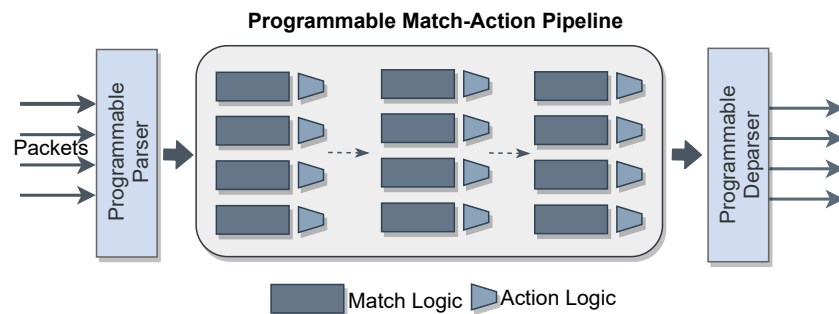 Programmable Match-Action Pipeline
Packets
Programmable
Parser
Programmable
Deparser
Match Logic
Action Logic